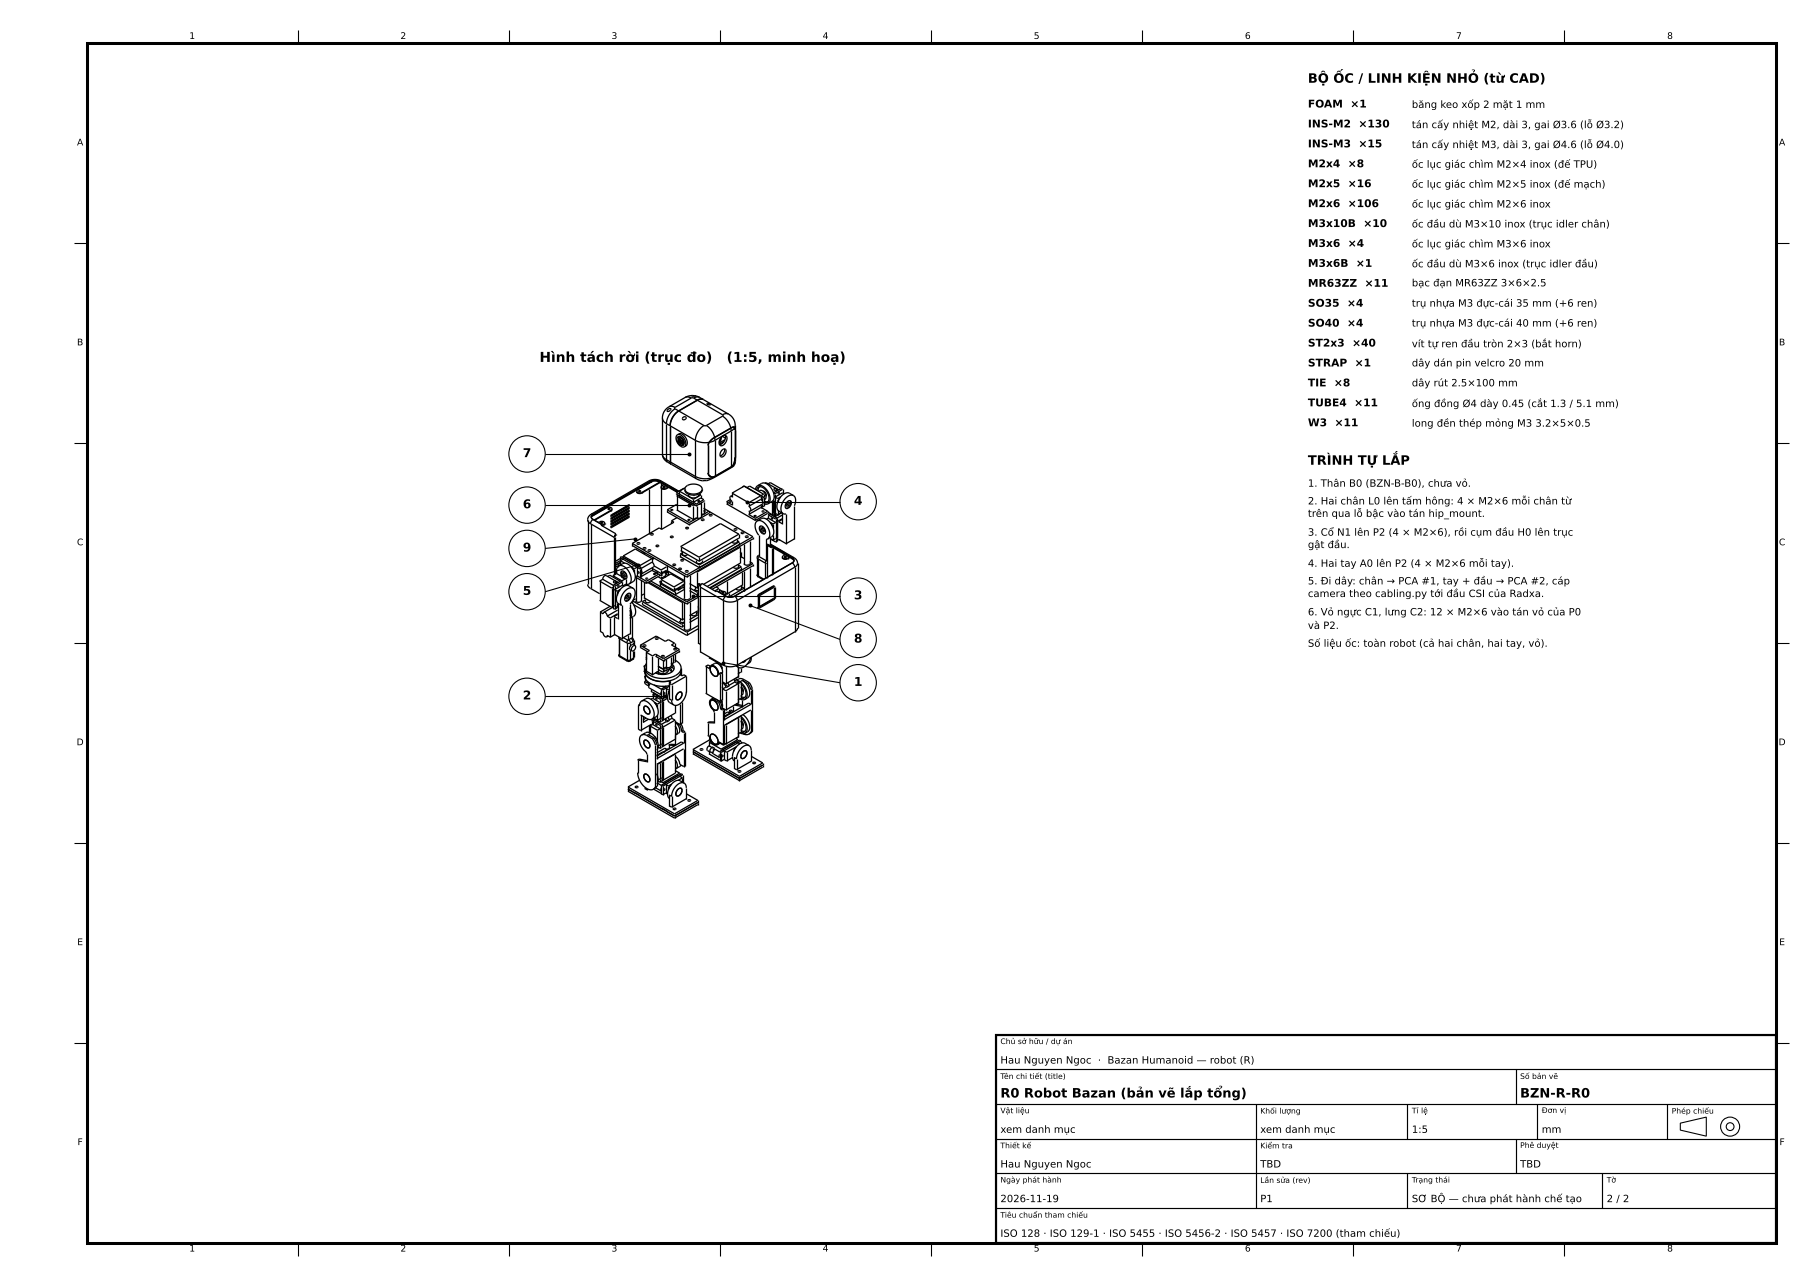 1 2 3 4 5 6 7 8
BỘ ỐC / LINH KIỆN NHỎ (từ CAD)
FOAM ×1 băng keo xốp 2 mặt 1 mm
INS-M2 ×130 tán cấy nhiệt M2, dài 3, gai Ø3.6 (lỗ Ø3.2)
INS-M3 ×15 tán cấy nhiệt M3, dài 3, gai Ø4.6 (lỗ Ø4.0)
M2x4 ×8 ốc lục giác chìm M2×4 inox (đế TPU)
M2x5 ×16 ốc lục giác chìm M2×5 inox (đế mạch)
M2x6 ×106 ốc lục giác chìm M2×6 inox
M3x10B ×10 ốc đầu dù M3×10 inox (trục idler chân)
M3x6 ×4 ốc lục giác chìm M3×6 inox
M3x6B ×1 ốc đầu dù M3×6 inox (trục idler đầu)
MR63ZZ ×11 bạc đạn MR63ZZ 3×6×2.5
SO35 ×4 trụ nhựa M3 đực-cái 35 mm (+6 ren)
SO40 ×4 trụ nhựa M3 đực-cái 40 mm (+6 ren)
ST2x3 ×40 vít tự ren đầu tròn 2×3 (bắt horn)
STRAP ×1 dây dán pin velcro 20 mm
TIE ×8 dây rút 2.5×100 mm
TUBE4 ×11 ống đồng Ø4 dày 0.45 (cắt 1.3 / 5.1 mm)
W3 ×11 long đền thép mỏng M3 3.2×5×0.5
TRÌNH TỰ LẮP
1. Thân B0 (BZN-B-B0), chưa vỏ.
2. Hai chân L0 lên tấm hông: 4 × M2×6 mỗi chân từ
trên qua lỗ bậc vào tán hip_mount.
3. Cổ N1 lên P2 (4 × M2×6), rồi cụm đầu H0 lên trục
gật đầu.
4. Hai tay A0 lên P2 (4 × M2×6 mỗi tay).
5. Đi dây: chân → PCA #1, tay + đầu → PCA #2, cáp
camera theo cabling.py tới đầu CSI của Radxa.
6. Vỏ ngực C1, lưng C2: 12 × M2×6 vào tán vỏ của P0
và P2.
Số liệu ốc: toàn robot (cả hai chân, hai tay, vỏ).
Hình tách rời (trục đo) (1:5, minh hoạ)
7
6
4
9
5
3
8
1
2
A
A
B
B
C
C
D
D
E
E
F
F
Chủ sở hữu / dự án
Hau Nguyen Ngoc · Bazan Humanoid — robot (R)
Tên chi tiết (title) Số bản vẽ
R0 Robot Bazan (bản vẽ lắp tổng) BZN-R-R0
Vật liệu Khối lượng Tỉ lệ Đơn vị Phép chiếu
xem danh mục xem danh mục 1:5 mm
Thiết kế Kiểm tra Phê duyệt
Hau Nguyen Ngoc TBD TBD
Ngày phát hành Lần sửa (rev) Trạng thái Tờ
2026-11-19 P1 SƠ BỘ — chưa phát hành chế tạo 2 / 2
Tiêu chuẩn tham chiếu
ISO 128 · ISO 129-1 · ISO 5455 · ISO 5456-2 · ISO 5457 · ISO 7200 (tham chiếu)
1 2 3 4 5 6 7 8